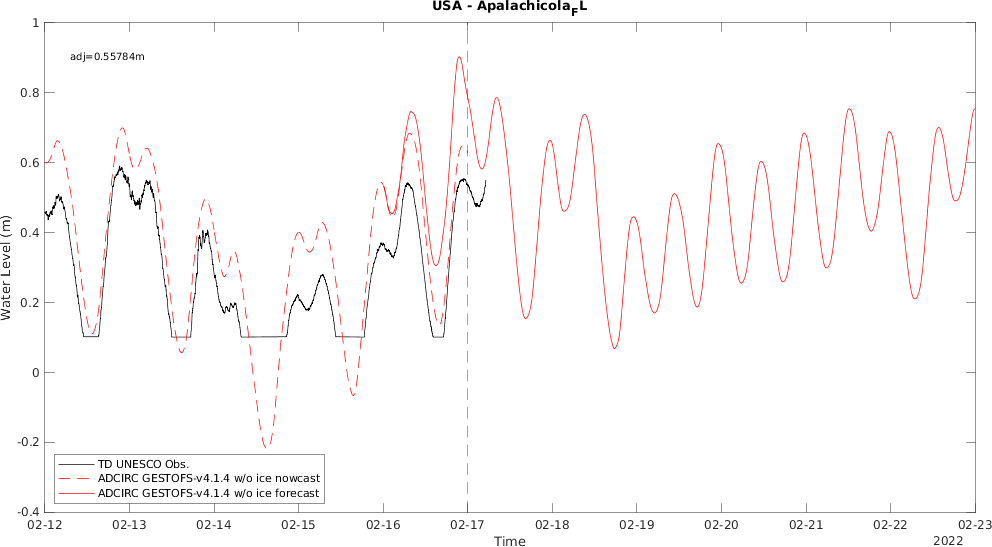 USA - Apalachicola_FL
adj=0.55784m
Water Level (m)
1
0.8
0.6
0.4
0.2
0
-0.2
-0.4
TD UNESCO Obs.
ADCIRC GESTOFS-v4.1.4 w/o ice nowcast
ADCIRC GESTOFS-v4.1.4 w/o ice forecast
02-12 02-13 02-14 02-15 02-16 02-17 02-18 02-19 02-20 02-21 02-22 02-23
Time
2022